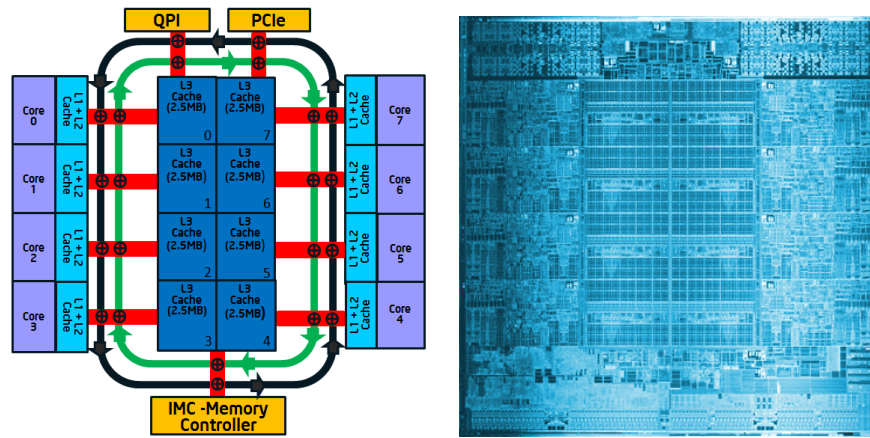 QPI
PCIe
Core
0
L1 + L2
Cache
L3
Cache
(2.5MB)
0
L3
Cache
(2.5MB)
7
L1 + L2
Cache
Core
7
Core
1
L1 + L2
Cache
L3
Cache
(2.5MB)
1
L3
Cache
(2.5MB)
6
L1 + L2
Cache
Core
6
Core
2
L1 + L2
Cache
L3
Cache
(2.5MB)
2
L3
Cache
(2.5MB)
5
L1 + L2
Cache
Core
5
Core
3
L1 + L2
Cache
L3
Cache
(2.5MB)
3
L3
Cache
(2.5MB)
4
L1 + L2
Cache
Core
4
IMC -Memory
Controller